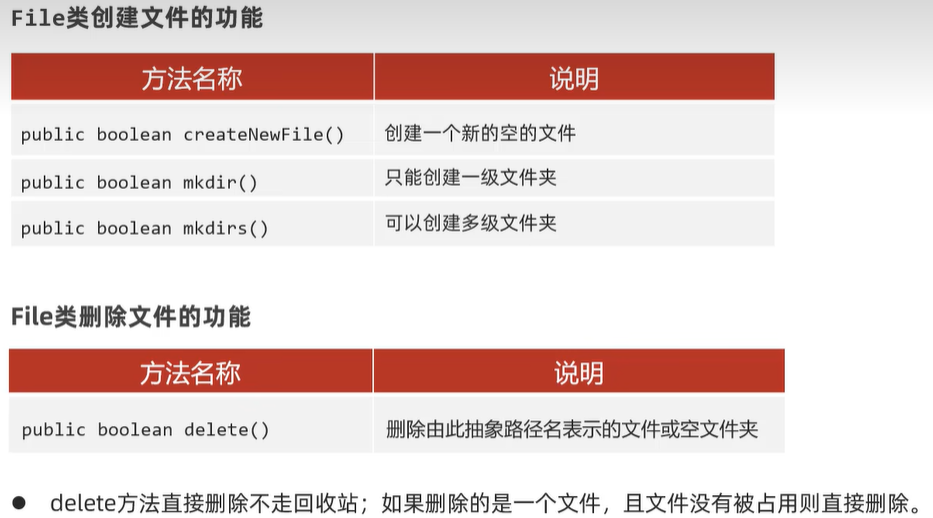 File类创建文件的功能
方法名称 说明
public boolean createNewFile() 创建一个新的空的文件
public boolean mkdir() 只能创建一级文件夹
public boolean mkdirs() 可以创建多级文件夹
File类删除文件的功能
方法名称 说明
public boolean delete() 删除由此抽象路径名表示的文件或空文件夹
● delete方法直接删除不走回收站；如果删除的是一个文件，且文件没有被占用则直接删除。